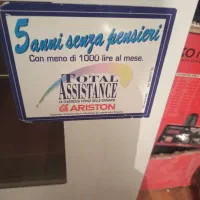 5 anni senza pensieri
Con meno di 1000 lire al mese.
TOTAL
ASSISTANCE
ARISTON